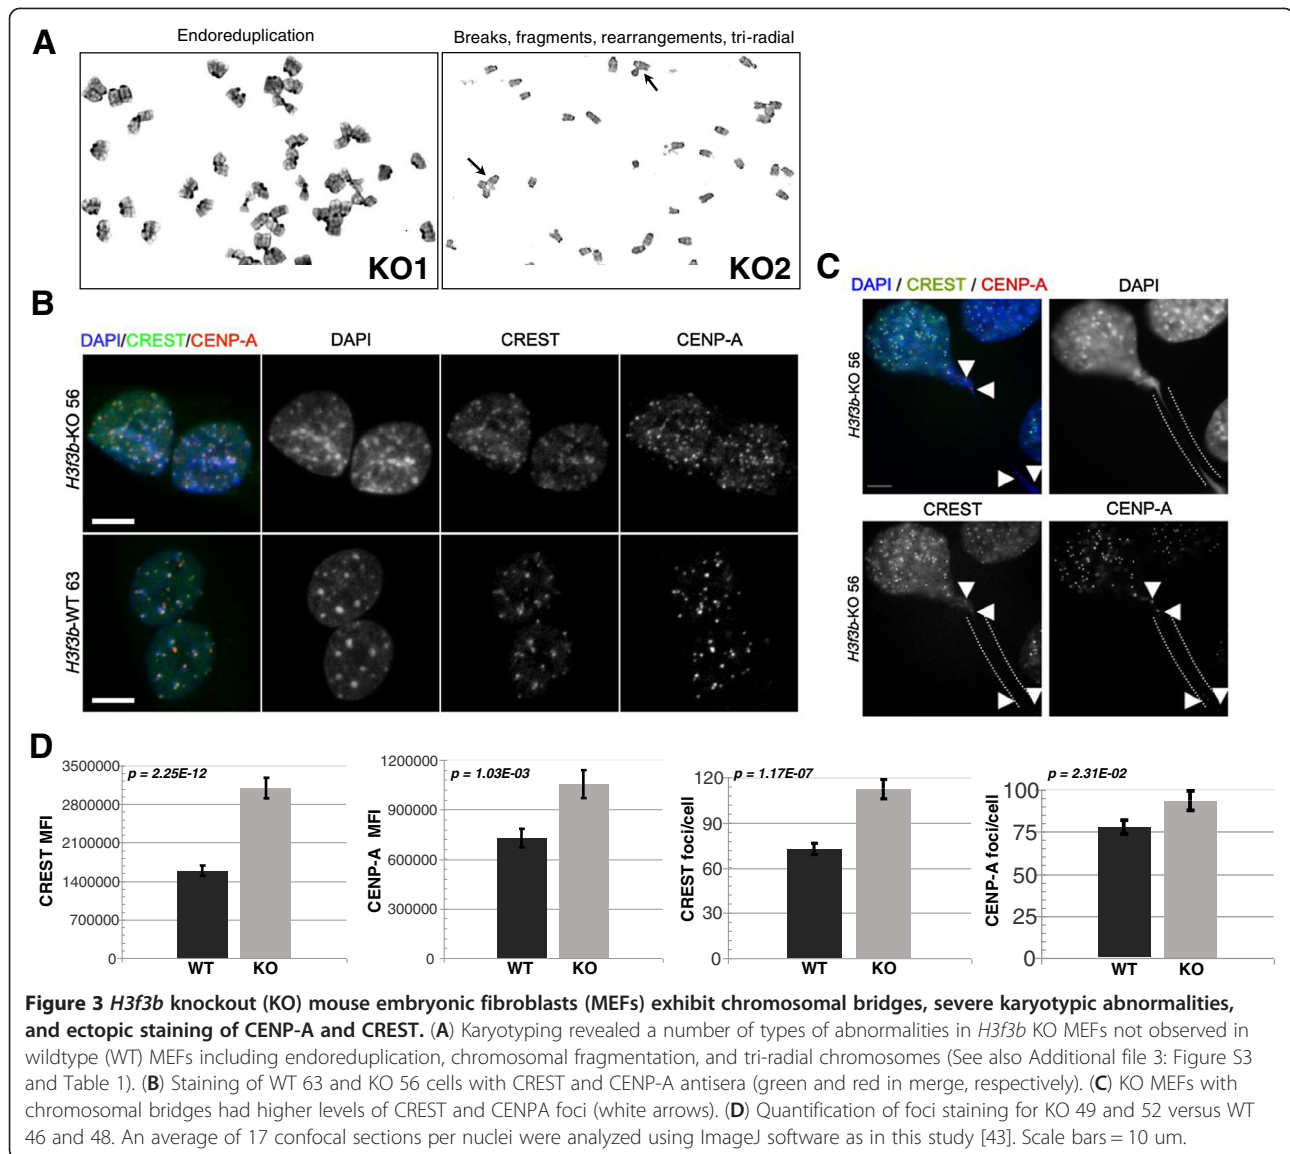 A
Endoreduplication
Breaks, fragments, rearrangements, tri-radial
KO1
KO2
B
DAPI/CREST/CENP-A
DAPI
CREST
CENP-A
H3f3b-KO 56
H3f3b-WT 63
C
DAPI / CREST / CENP-A
DAPI
H3f3b-KO 56
CREST
CENP-A
H3f3b-KO 56
D
CREST MFI
3500000
2800000
2100000
1400000
700000
0
p = 2.25E-12
WT
KO
CENP-A MFI
1200000
900000
600000
300000
0
p = 1.03E-03
WT
KO
CREST foci/cell
120
90
60
30
0
p = 1.17E-07
WT
KO
CENP-A foci/cell
100
75
50
25
0
p = 2.31E-02
WT
KO
Figure 3 H3f3b knockout (KO) mouse embryonic fibroblasts (MEFs) exhibit chromosomal bridges, severe karyotypic abnormalities,
and ectopic staining of CENP-A and CREST. (A) Karyotyping revealed a number of types of abnormalities in H3f3b KO MEFs not observed in
wildtype (WT) MEFs including endoreduplication, chromosomal fragmentation, and tri-radial chromosomes (See also Additional file 3: Figure S3
and Table 1). (B) Staining of WT 63 and KO 56 cells with CREST and CENP-A antisera (green and red in merge, respectively). (C) KO MEFs with
chromosomal bridges had higher levels of CREST and CENPA foci (white arrows). (D) Quantification of foci staining for KO 49 and 52 versus WT
46 and 48. An average of 17 confocal sections per nuclei were analyzed using ImageJ software as in this study [43]. Scale bars = 10 um.